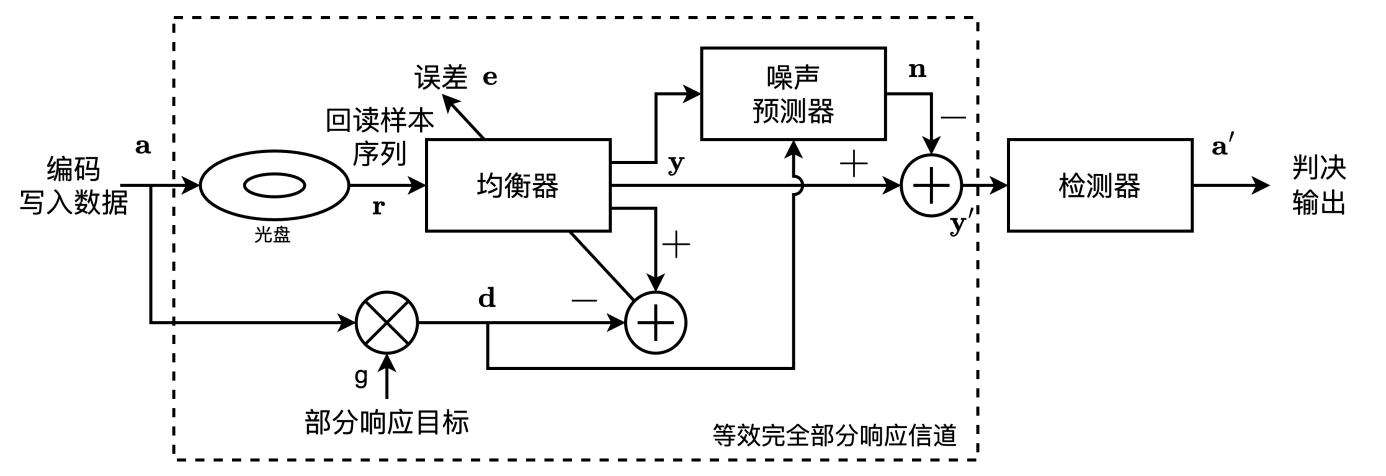 误差 e
噪声
预测器
n
−
回读样本
序列
a
编码
写入数据
r
均衡器
y
+
+
y′
检测器
a′
判决
输出
光盘
+
d
−
+
g
部分响应目标
等效完全部分响应信道